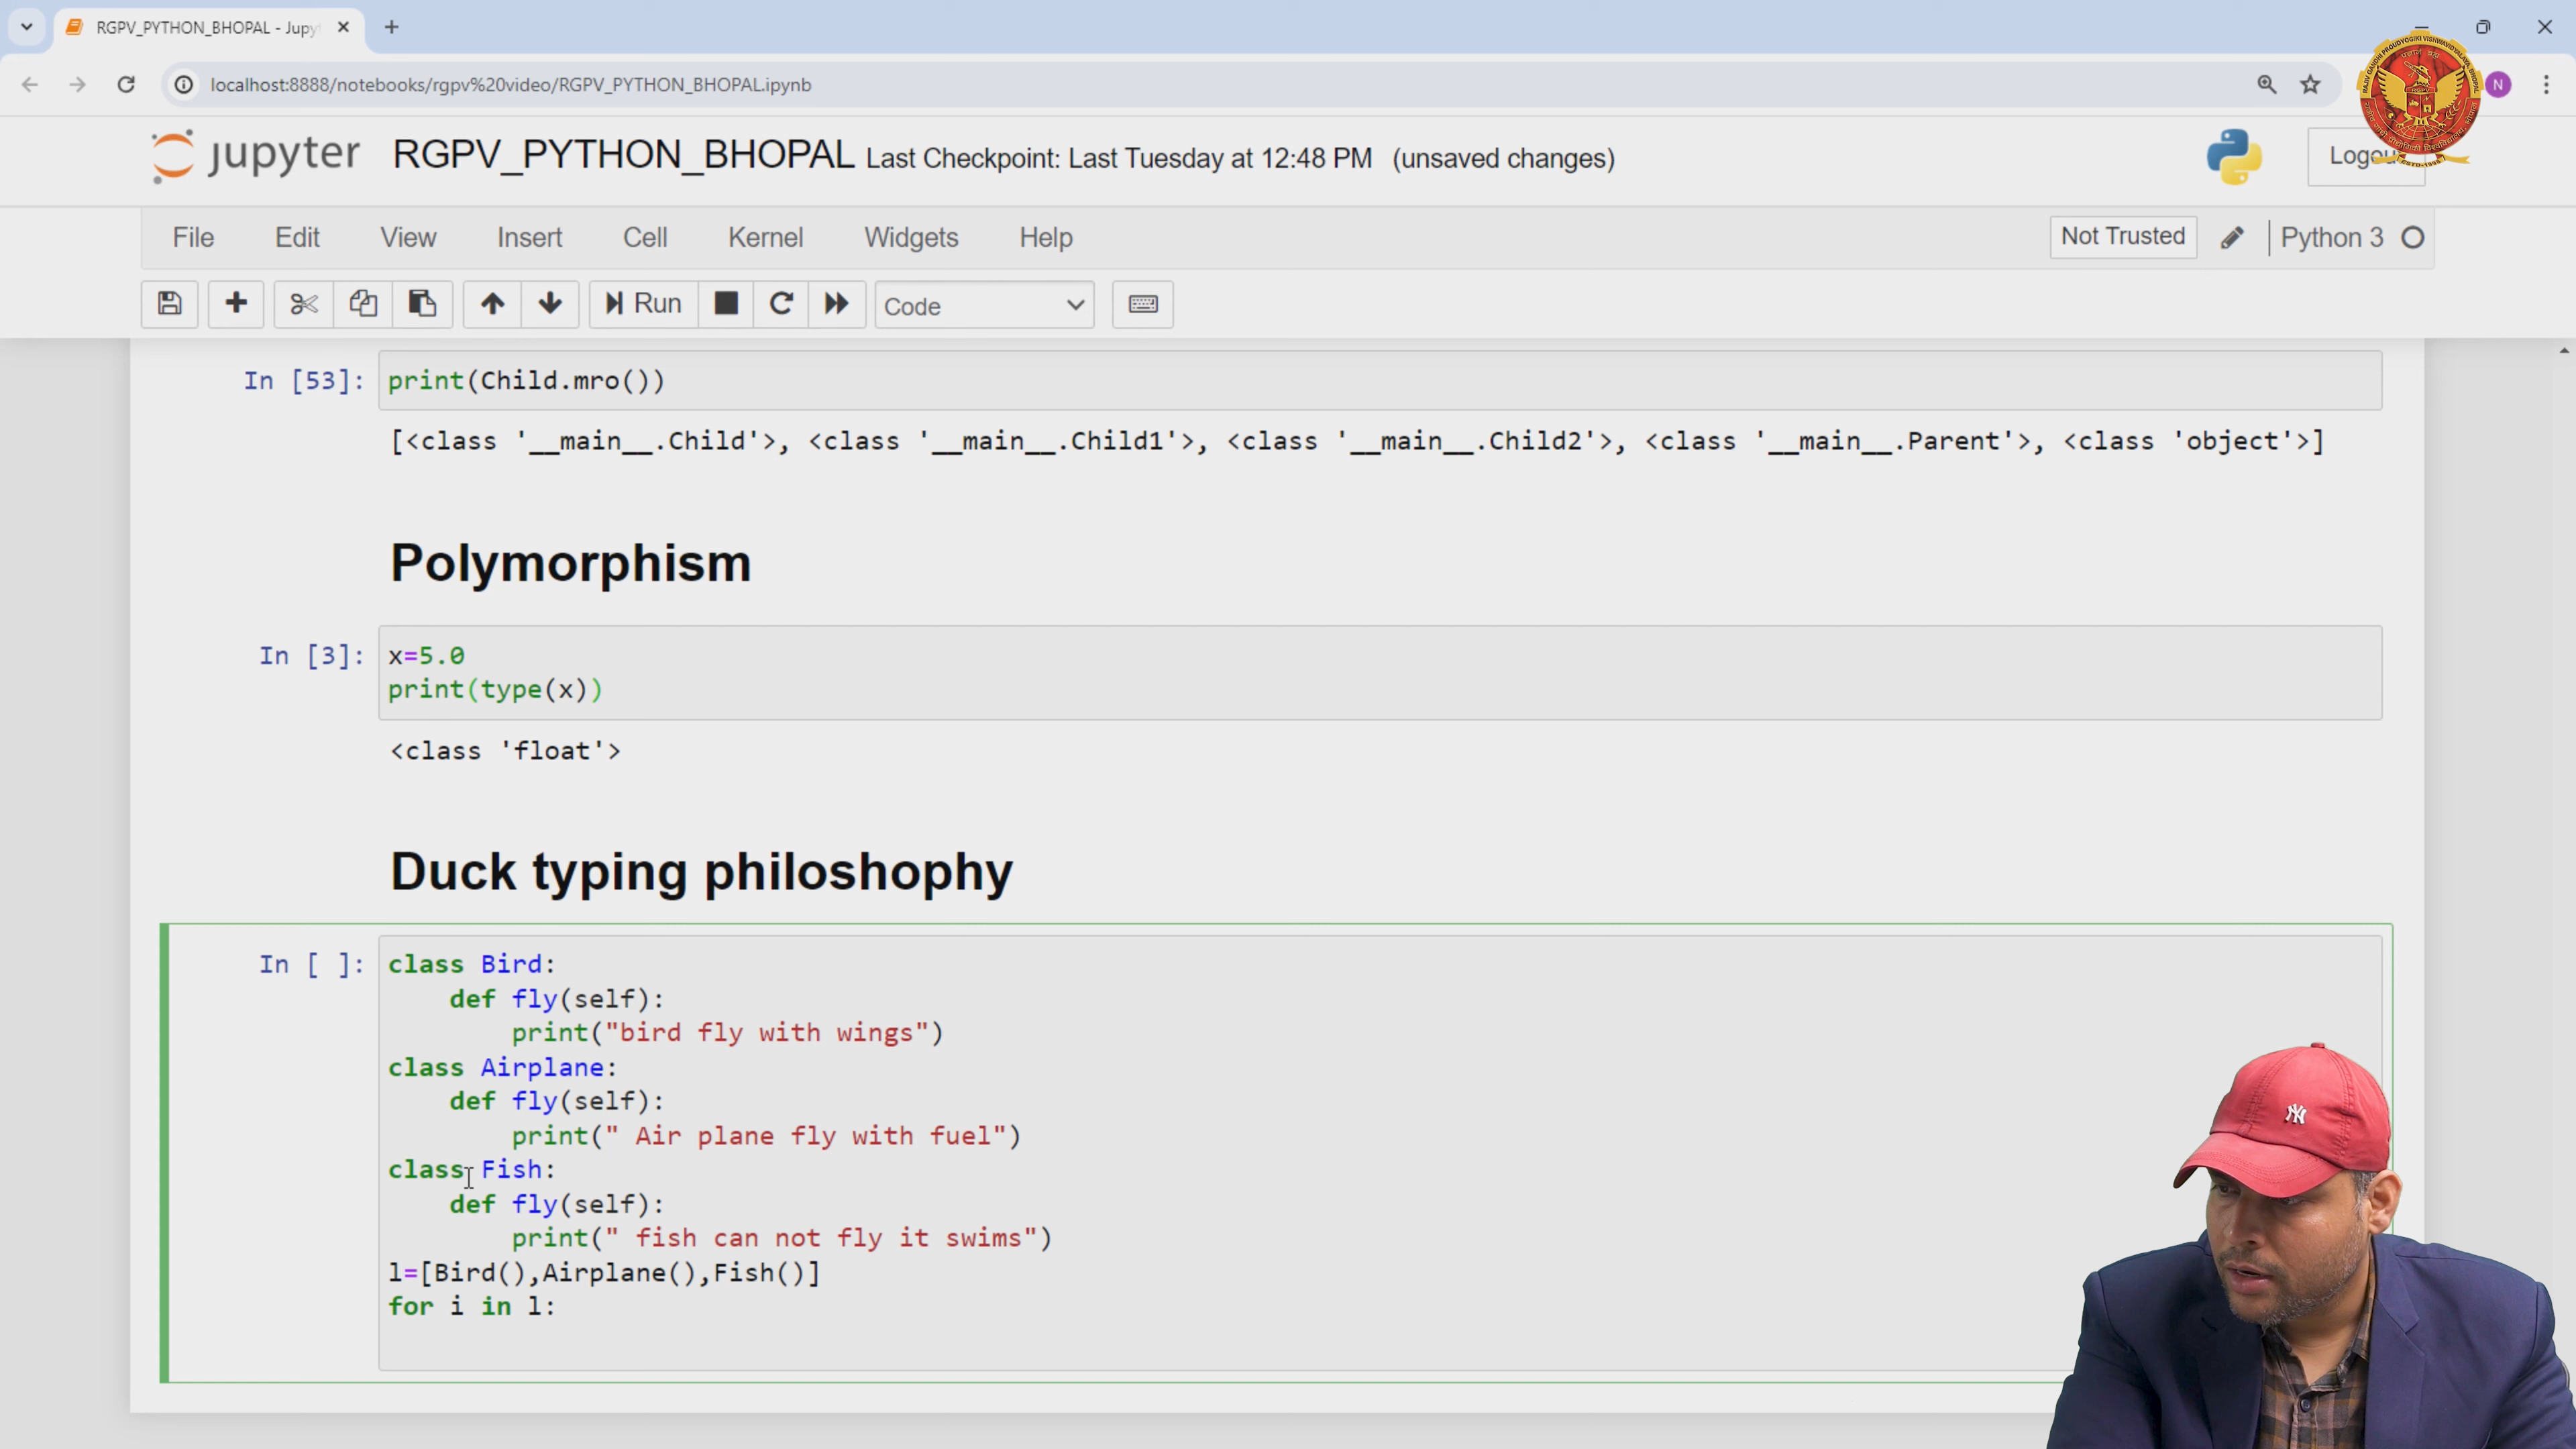 RGPV_PYTHON_BHOPAL - Jupy
localhost:8888/notebooks/rgpv%20video/RGPV_PYTHON_BHOPAL.ipynb
N
jupyter RGPV_PYTHON_BHOPAL Last Checkpoint: Last Tuesday at 12:48 PM (unsaved changes)
Logou
File Edit View Insert Cell Kernel Widgets Help
Not Trusted
Python 3
Run
Code
In [53]: print(Child.mro())
[<class '__main__.Child'>, <class '__main__.Child1'>, <class '__main__.Child2'>, <class '__main__.Parent'>, <class 'object'>]
Polymorphism
In [3]: x=5.0
print(type(x))
<class 'float'>
Duck typing philoshophy
In [ ]: class Bird:
def fly(self):
print("bird fly with wings")
class Airplane:
def fly(self):
print(" Air plane fly with fuel")
class Fish:
def fly(self):
print(" fish can not fly it swims")
l=[Bird(),Airplane(),Fish()]
for i in l:
NY